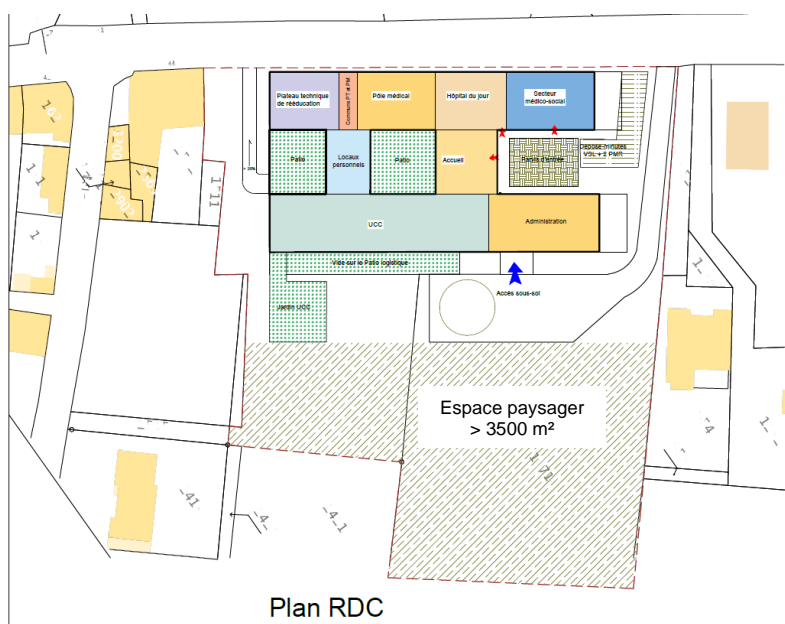 Plateau technique
de rééducation
Communs PT et PM
Pôle médical
Hôpital du jour
Secteur
médico-social
Patio
Locaux
personnels
Patio
Accueil
Parvis d'entrée
Dépose-minutes
VSL + 2 PMR
UCC
Administration
Vide sur le Patio logistique
Accès sous-sol
Jardin UCC
Espace paysager
> 3500 m²
Plan RDC